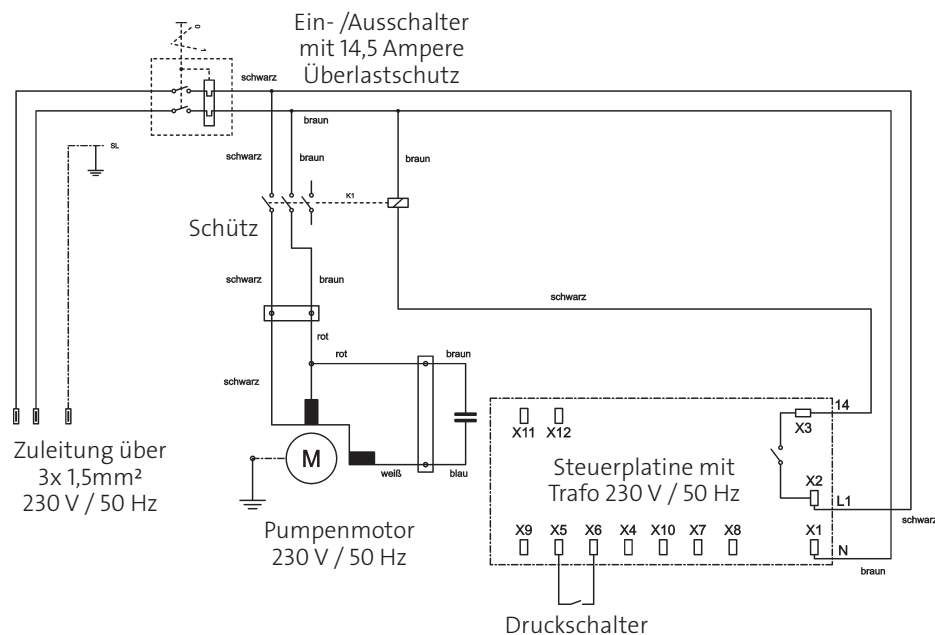 Ein- /Ausschalter
mit 14,5 Ampere
Überlastschutz
schwarz
braun
SL
schwarz
braun
braun
K1
Schütz
schwarz
braun
schwarz
rot
rot
braun
schwarz
weiß
blau
M
Zuleitung über
3x 1,5mm²
230 V / 50 Hz
Pumpenmotor
230 V / 50 Hz
14
X11
X12
X3
Steuerplatine mit
Trafo 230 V / 50 Hz
X2
L1
schwarz
X9
X5
X6
X4
X10
X7
X8
X1
N
braun
Druckschalter